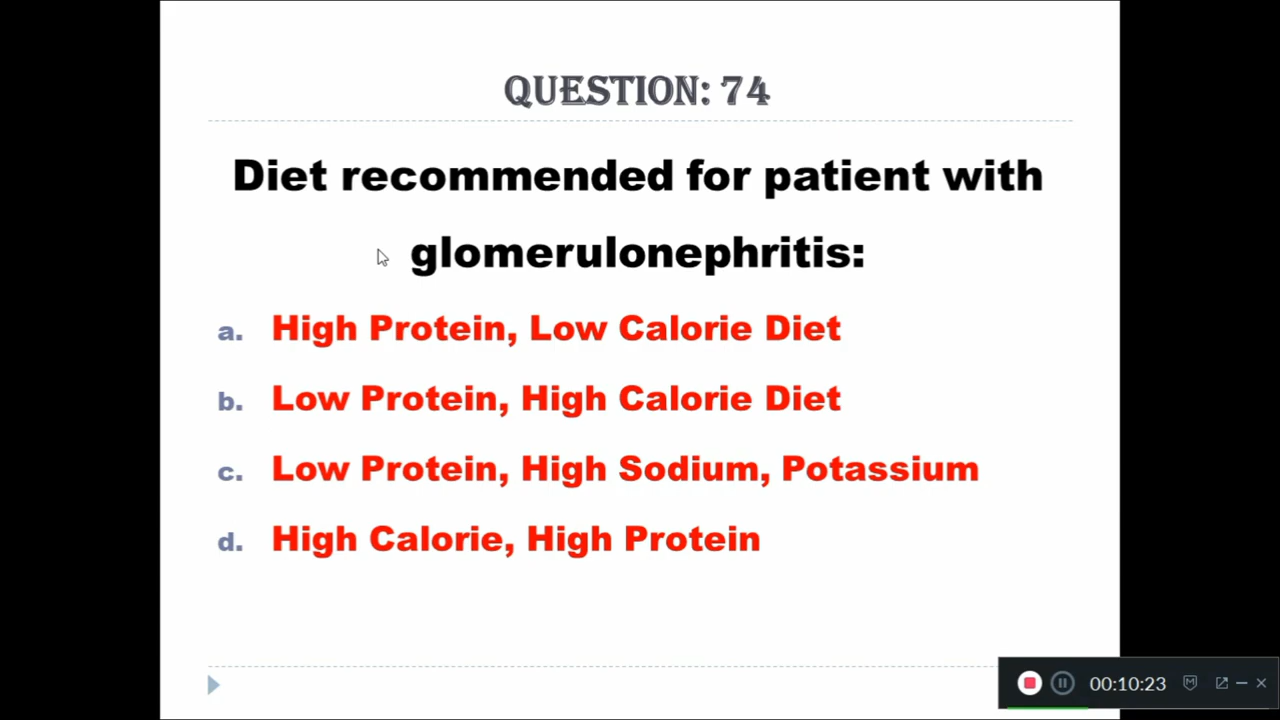 QUESTION: 74
Diet recommended for patient with
glomerulonephritis:
a. High Protein, Low Calorie Diet
b. Low Protein, High Calorie Diet
c. Low Protein, High Sodium, Potassium
d. High Calorie, High Protein
00:10:23